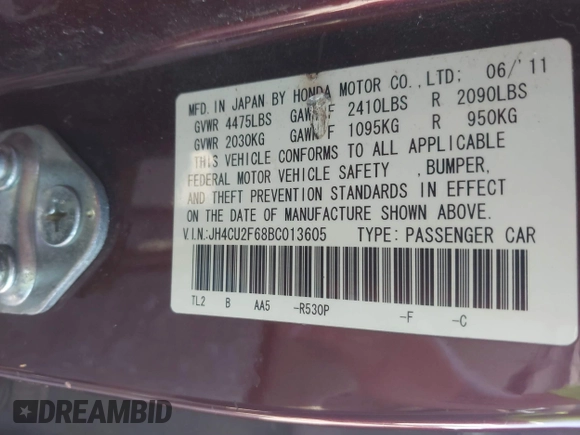 MFD. IN JAPAN BY HONDA MOTOR CO., LTD: 06/'11
GVWR 4475LBS GAWR F 2410LBS R 2090LBS
GVWR 2030KG GAWR F 1095KG R 950KG
THIS VEHICLE CONFORMS TO ALL APPLICABLE
FEDERAL MOTOR VEHICLE SAFETY , BUMPER,
AND THEFT PREVENTION STANDARDS IN EFFECT
ON THE DATE OF MANUFACTURE SHOWN ABOVE.
V.I.N.:JH4CU2F68BC013605 TYPE: PASSENGER CAR
TL2 B AA5 -R530P -F -C
DREAMBID